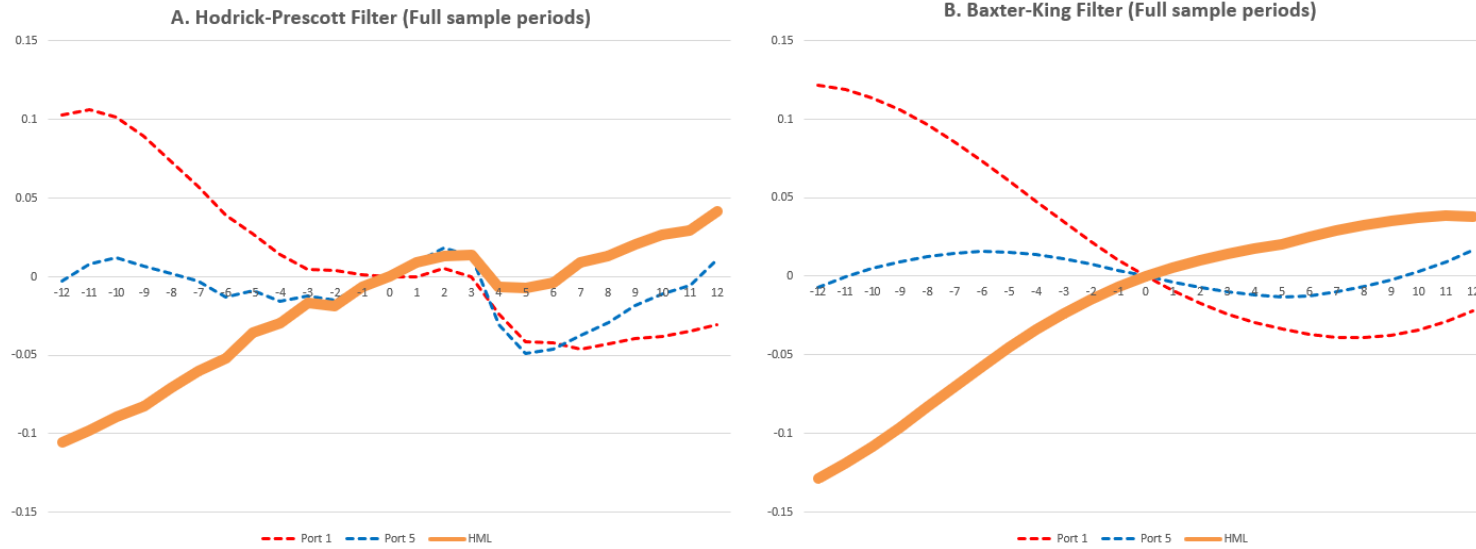 A. Hodrick-Prescott Filter (Full sample periods)
0.15
0.1
0.05
0
-12 -11 -10 -9 -8 -7 -6 -5 -4 -3 -2 -1 0 1 2 3 4 5 6 7 8 9 10 11 12
-0.05
-0.1
-0.15
Port 1 Port 5 HML
B. Baxter-King Filter (Full sample periods)
0.15
0.1
0.05
0
-12 -11 -10 -9 -8 -7 -6 -5 -4 -3 -2 -1 0 1 2 3 4 5 6 7 8 9 10 11 12
-0.05
-0.1
-0.15
Port 1 Port 5 HML